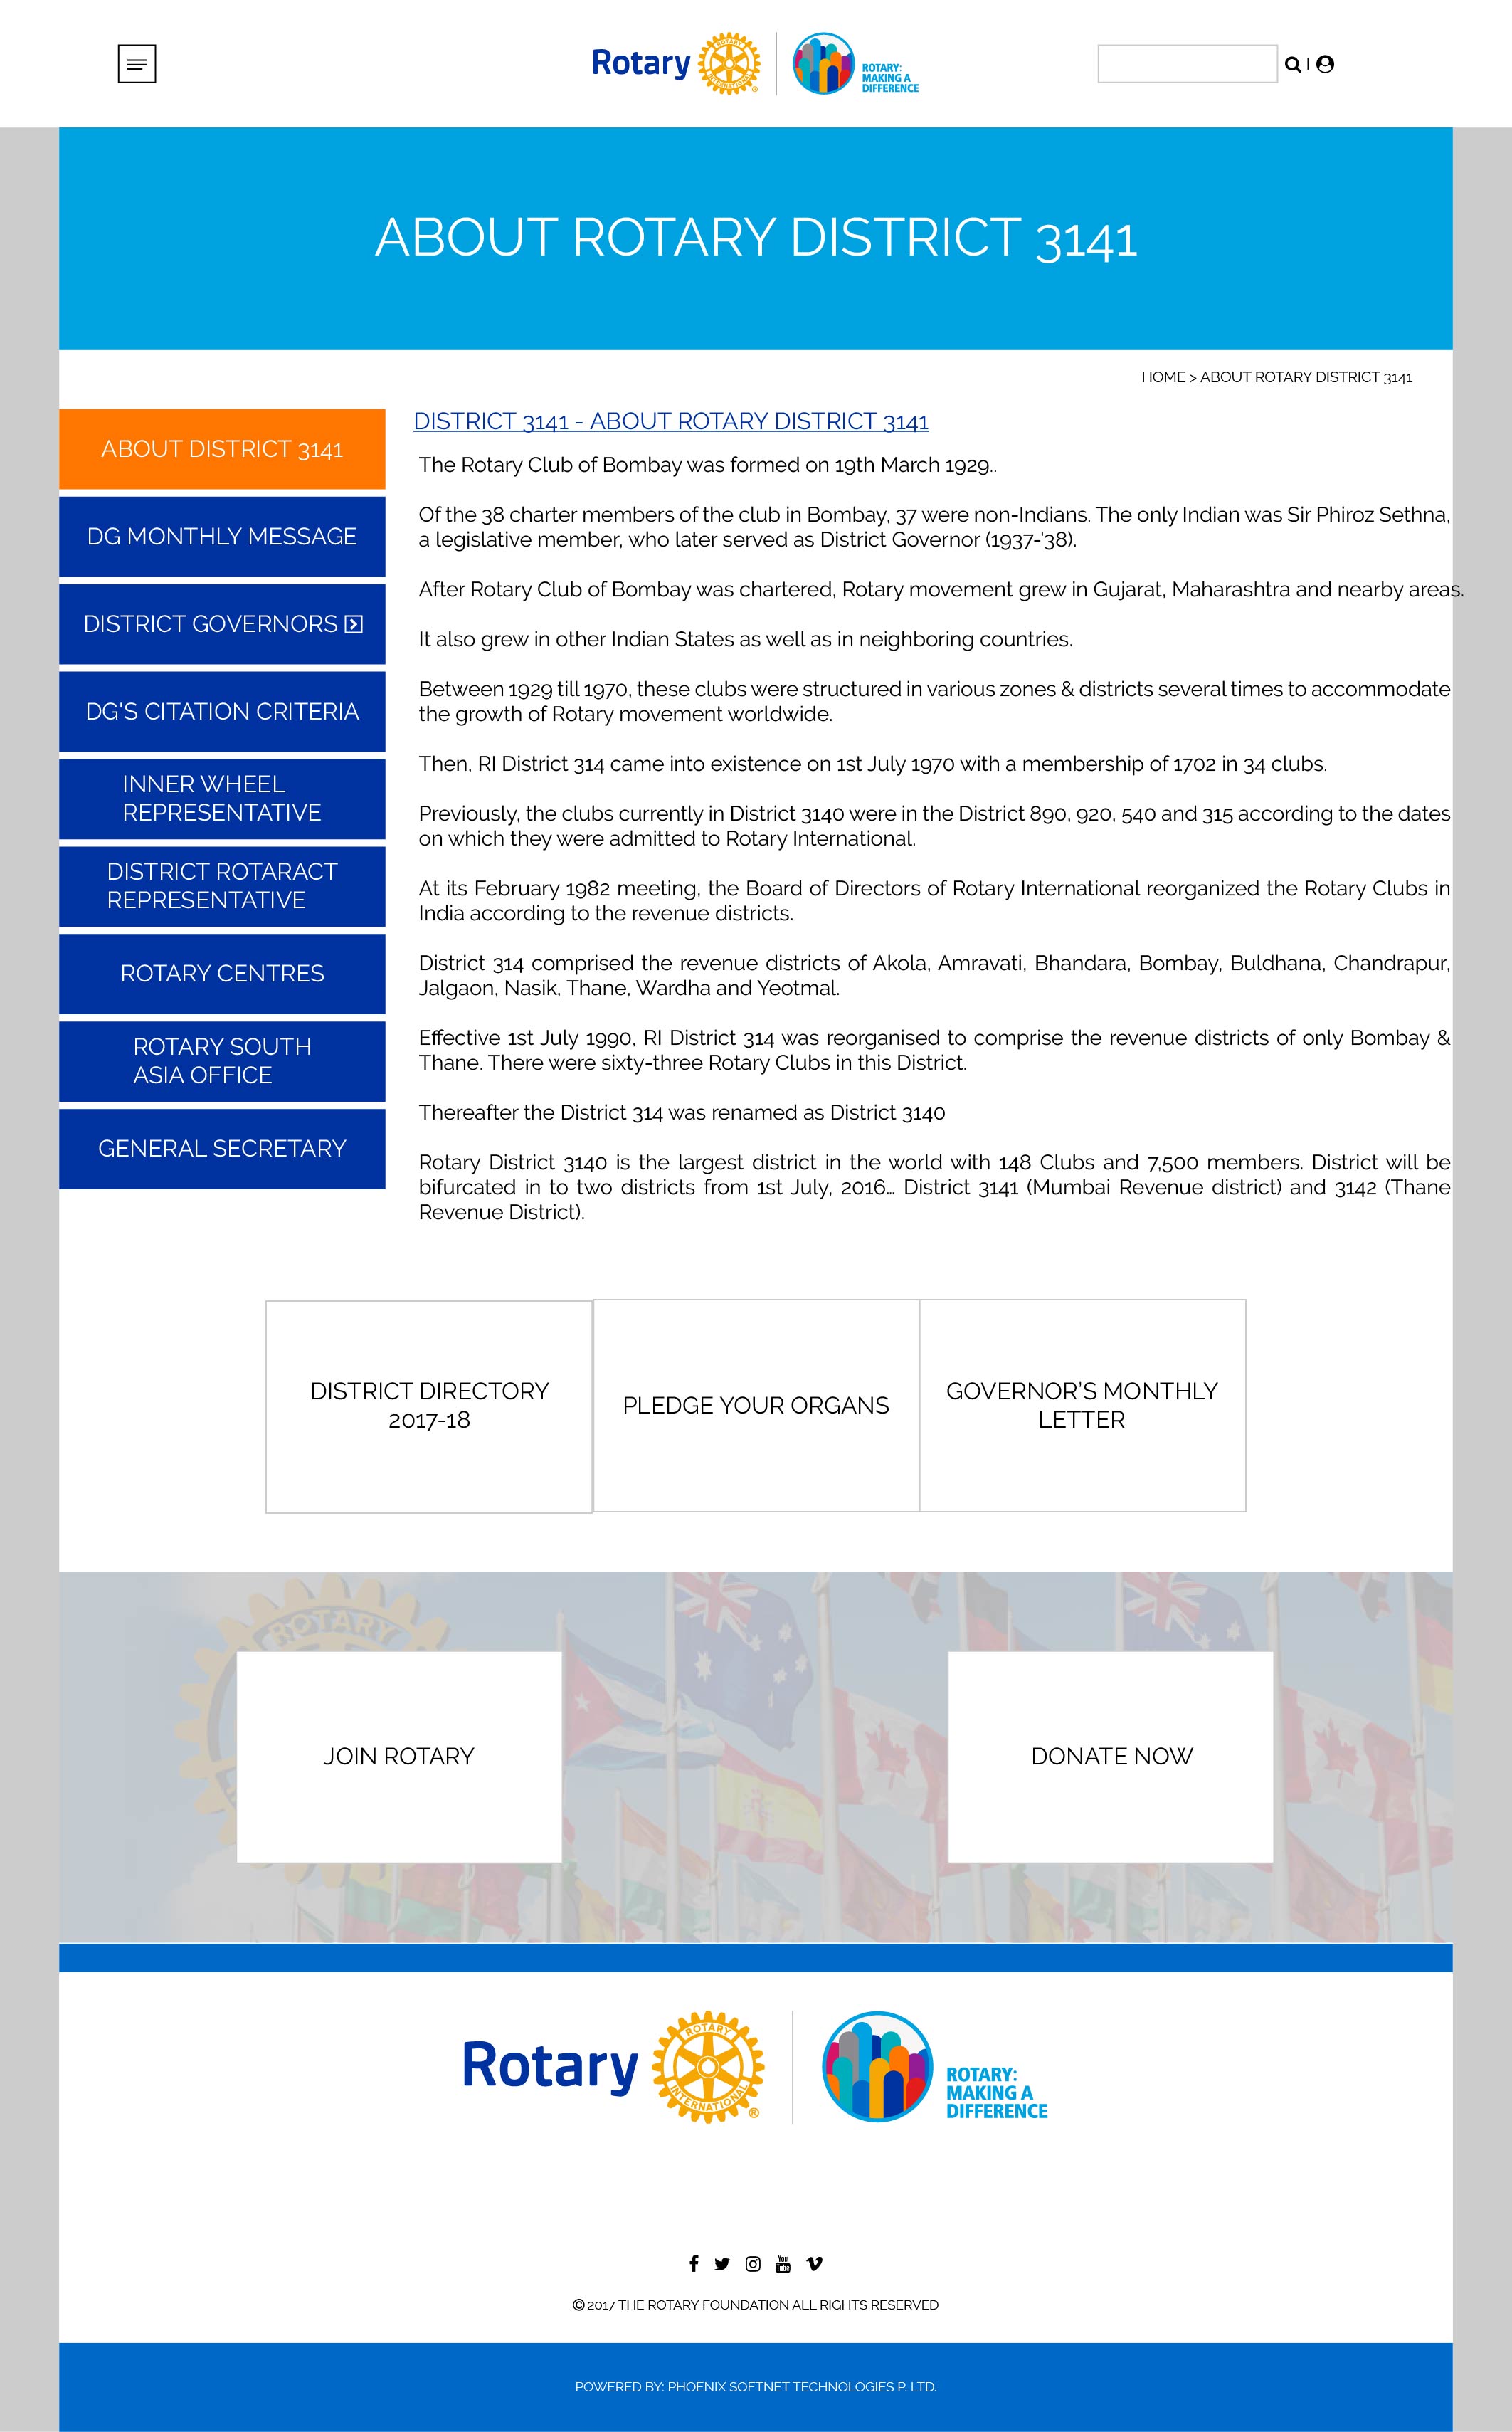 Rotary
ROTARY
INTERNATIONAL
®
ROTARY:
MAKING A
DIFFERENCE
ABOUT ROTARY DISTRICT 3141
HOME > ABOUT ROTARY DISTRICT 3141
ABOUT DISTRICT 3141
DG MONTHLY MESSAGE
DISTRICT GOVERNORS
DG'S CITATION CRITERIA
INNER WHEEL
REPRESENTATIVE
DISTRICT ROTARACT
REPRESENTATIVE
ROTARY CENTRES
ROTARY SOUTH
ASIA OFFICE
GENERAL SECRETARY
DISTRICT 3141 - ABOUT ROTARY DISTRICT 3141
The Rotary Club of Bombay was formed on 19th March 1929..
Of the 38 charter members of the club in Bombay, 37 were non-Indians. The only Indian was Sir Phiroz Sethna,
a legislative member, who later served as District Governor (1937-'38).
After Rotary Club of Bombay was chartered, Rotary movement grew in Gujarat, Maharashtra and nearby areas.
It also grew in other Indian States as well as in neighboring countries.
Between 1929 till 1970, these clubs were structured in various zones & districts several times to accommodate
the growth of Rotary movement worldwide.
Then, RI District 314 came into existence on 1st July 1970 with a membership of 1702 in 34 clubs.
Previously, the clubs currently in District 3140 were in the District 890, 920, 540 and 315 according to the dates
on which they were admitted to Rotary International.
At its February 1982 meeting, the Board of Directors of Rotary International reorganized the Rotary Clubs in
India according to the revenue districts.
District 314 comprised the revenue districts of Akola, Amravati, Bhandara, Bombay, Buldhana, Chandrapur,
Jalgaon, Nasik, Thane, Wardha and Yeotmal.
Effective 1st July 1990, RI District 314 was reorganised to comprise the revenue districts of only Bombay &
Thane. There were sixty-three Rotary Clubs in this District.
Thereafter the District 314 was renamed as District 3140
Rotary District 3140 is the largest district in the world with 148 Clubs and 7,500 members. District will be
bifurcated in to two districts from 1st July, 2016… District 3141 (Mumbai Revenue district) and 3142 (Thane
Revenue District).
DISTRICT DIRECTORY
2017-18
PLEDGE YOUR ORGANS
GOVERNOR'S MONTHLY
LETTER
ROTARY
JOIN ROTARY
DONATE NOW
Rotary
ROTARY
INTERNATIONAL
®
ROTARY:
MAKING A
DIFFERENCE
You
Tube
© 2017 THE ROTARY FOUNDATION ALL RIGHTS RESERVED
POWERED BY: PHOENIX SOFTNET TECHNOLOGIES P. LTD.